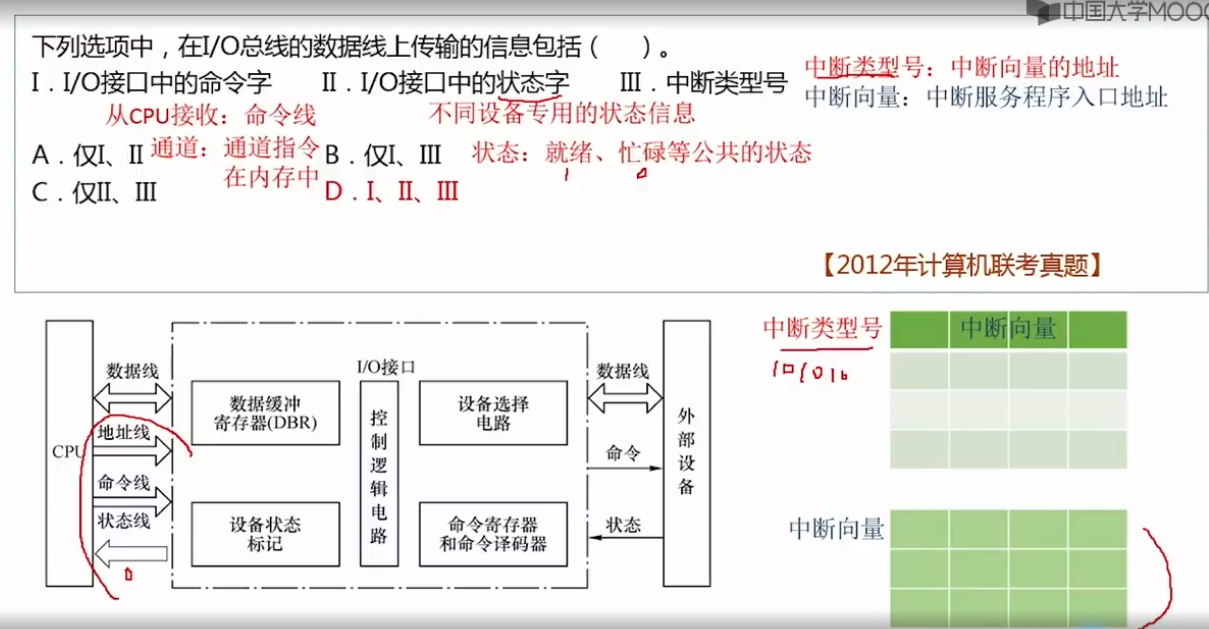 中国大学MOOC
下列选项中，在I/O总线的数据线上传输的信息包括（ ）。
I．I/O接口中的命令字 II．I/O接口中的状态字 III．中断类型号
中断类型号：中断向量的地址
中断向量：中断服务程序入口地址
从CPU接收：命令线 不同设备专用的状态信息
A．仅I、II 通道：通道指令 B．仅I、III 状态：就绪、忙碌等公共的状态
在内存中
1 0
C．仅II、III D．I、II、III
【2012年计算机联考真题】
CPU
数据线
地址线
命令线
状态线
0
I/O接口
数据缓冲
寄存器(DBR)
控制逻辑电路
设备选择
电路
设备状态
标记
命令寄存器
和命令译码器
数据线
命令
状态
外部设备
中断类型号 中断向量
中断向量